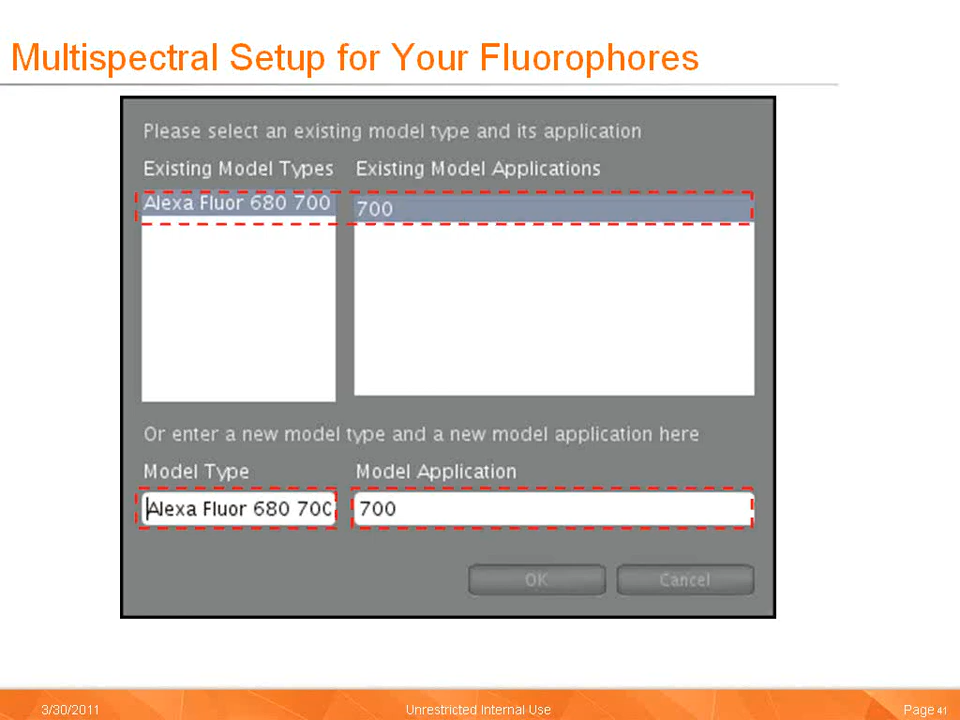 Multispectral Setup for Your Fluorophores
Please select an existing model type and its application
Existing Model Types Existing Model Applications
Alexa Fluor 680 700 700
Or enter a new model type and a new model application here
Model Type Model Application
Alexa Fluor 680 700 700
OK Cancel
3/30/2011 Unrestricted Internal Use Page 41